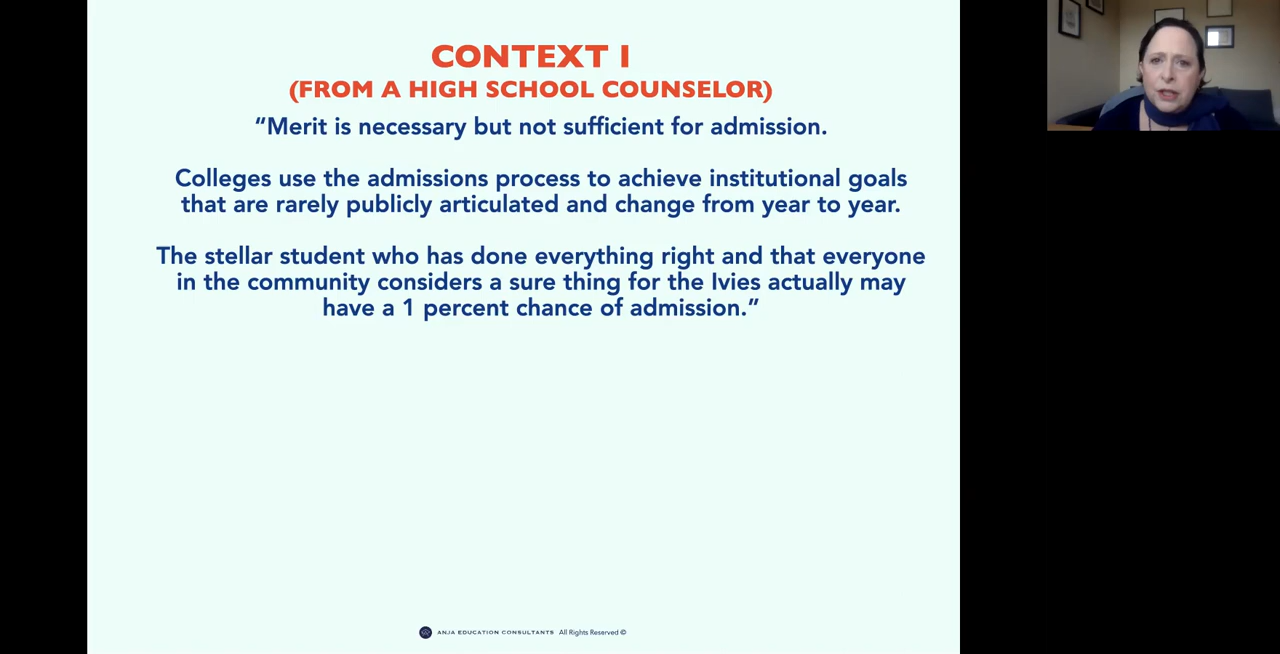 CONTEXT I
(FROM A HIGH SCHOOL COUNSELOR)
“Merit is necessary but not sufficient for admission.
Colleges use the admissions process to achieve institutional goals
that are rarely publicly articulated and change from year to year.
The stellar student who has done everything right and that everyone
in the community considers a sure thing for the Ivies actually may
have a 1 percent chance of admission.”
ANJA EDUCATION CONSULTANTS All Rights Reserved ©